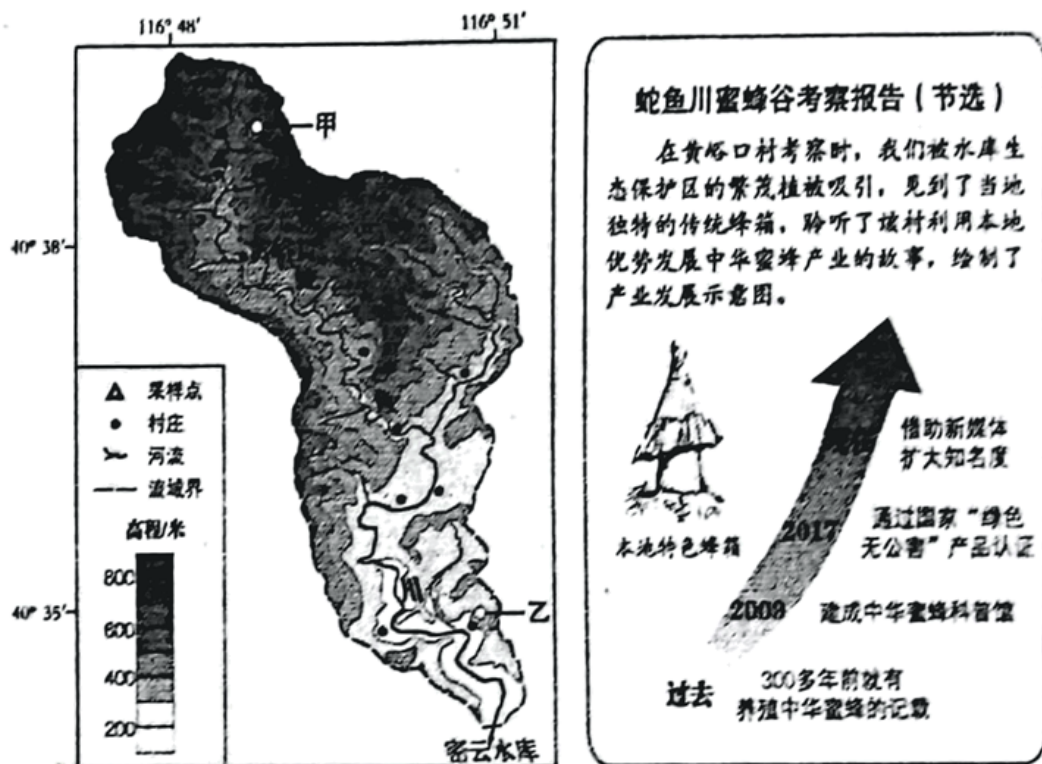 116° 48′
116° 51′
甲
40° 38′
采样点
村庄
河流
流域界
高程/米
800
600
400
200
40° 35′
乙
密云水库
蛇鱼川蜜蜂谷考察报告（节选）
在黄峪口村考察时，我们被水库生
态保护区的繁茂植被吸引，见到了当地
独特的传统蜂箱，聆听了该村利用本地
优势发展中华蜜蜂产业的故事，绘制了
产业发展示意图。
借助新媒体
扩大知名度
2017
通过国家“绿色
无公害”产品认证
本地特色蜂箱
2009
建成中华蜜蜂科普馆
过去
300多年前就有
养殖中华蜜蜂的记载